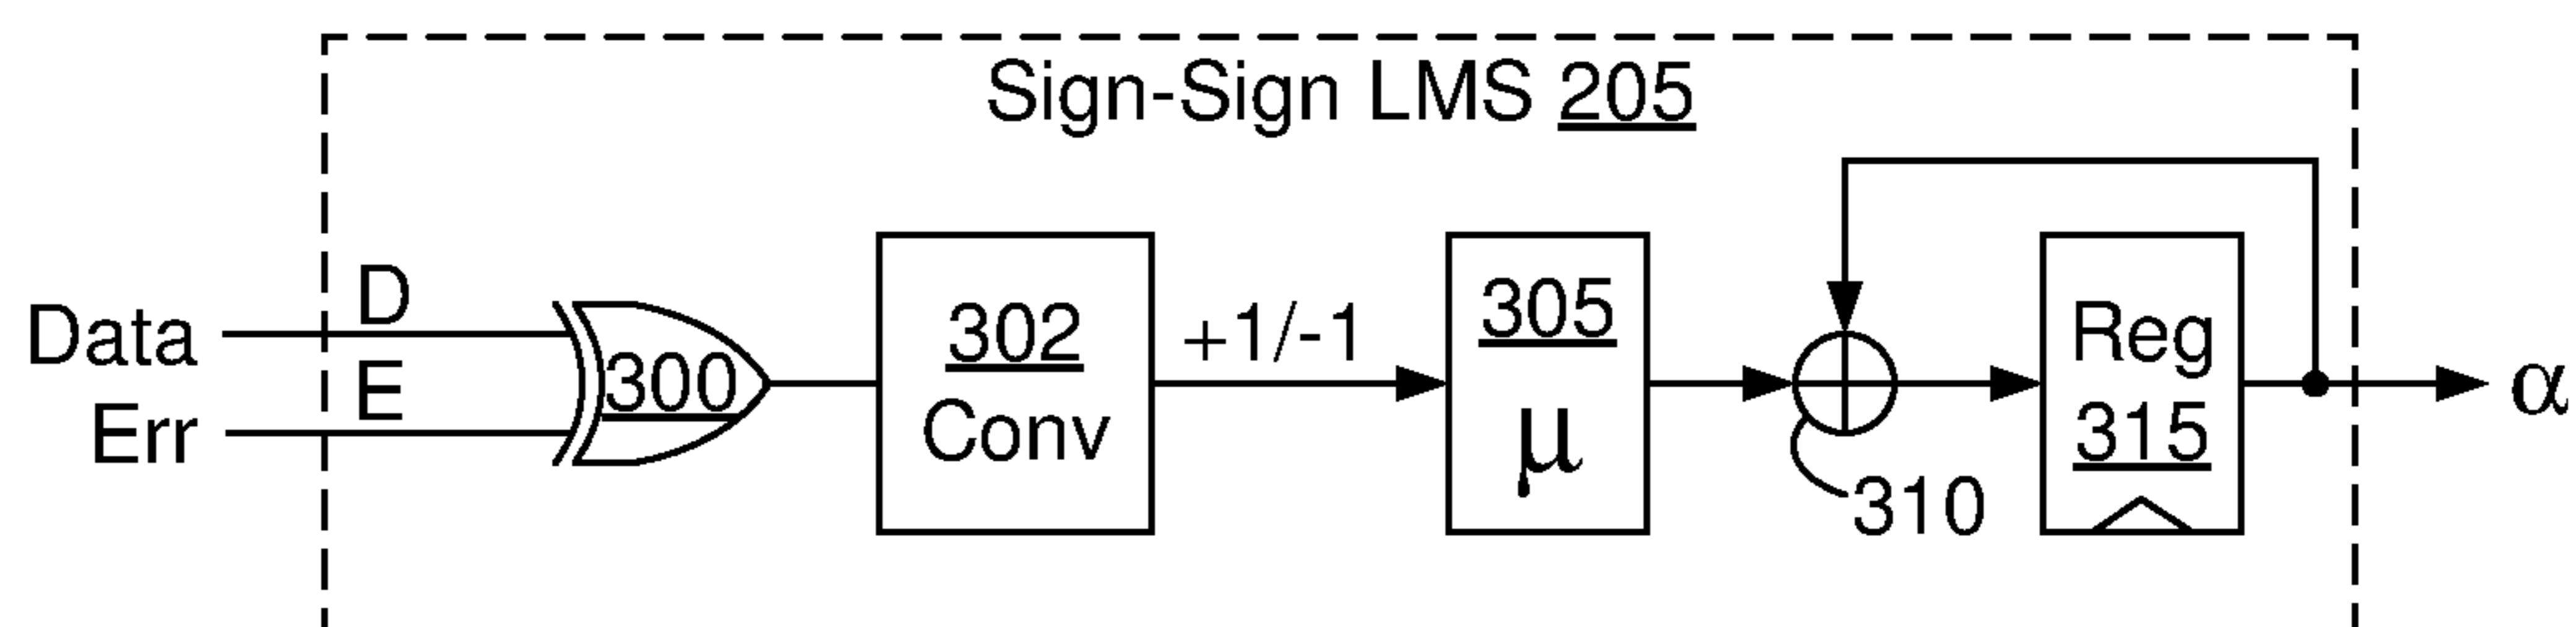 Sign-Sign LMS 205
Data
D
E
Err
300
302
Conv
+1/-1
305
μ
310
Reg
315
α